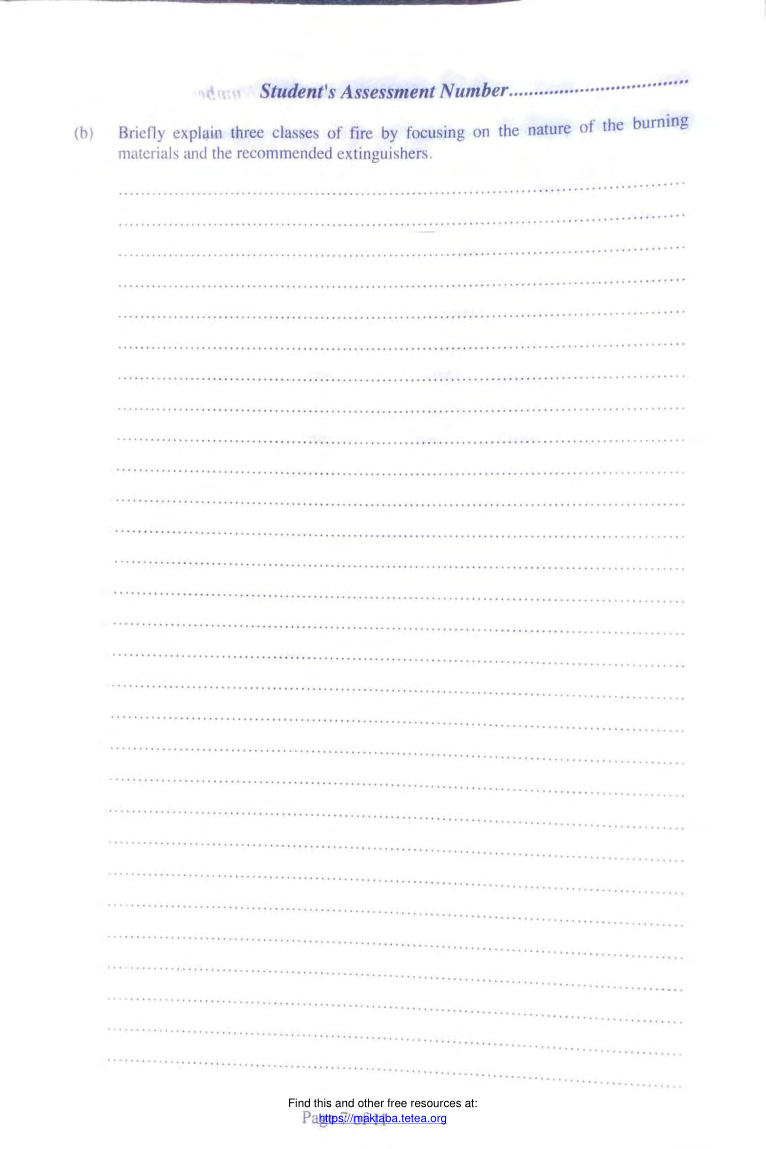 Student's Assessment Number....................................
(b) Briefly explain three classes of fire by focusing on the nature of the burning
materials and the recommended extinguishers.
Find this and other free resources at:
https://maktaba.tetea.org